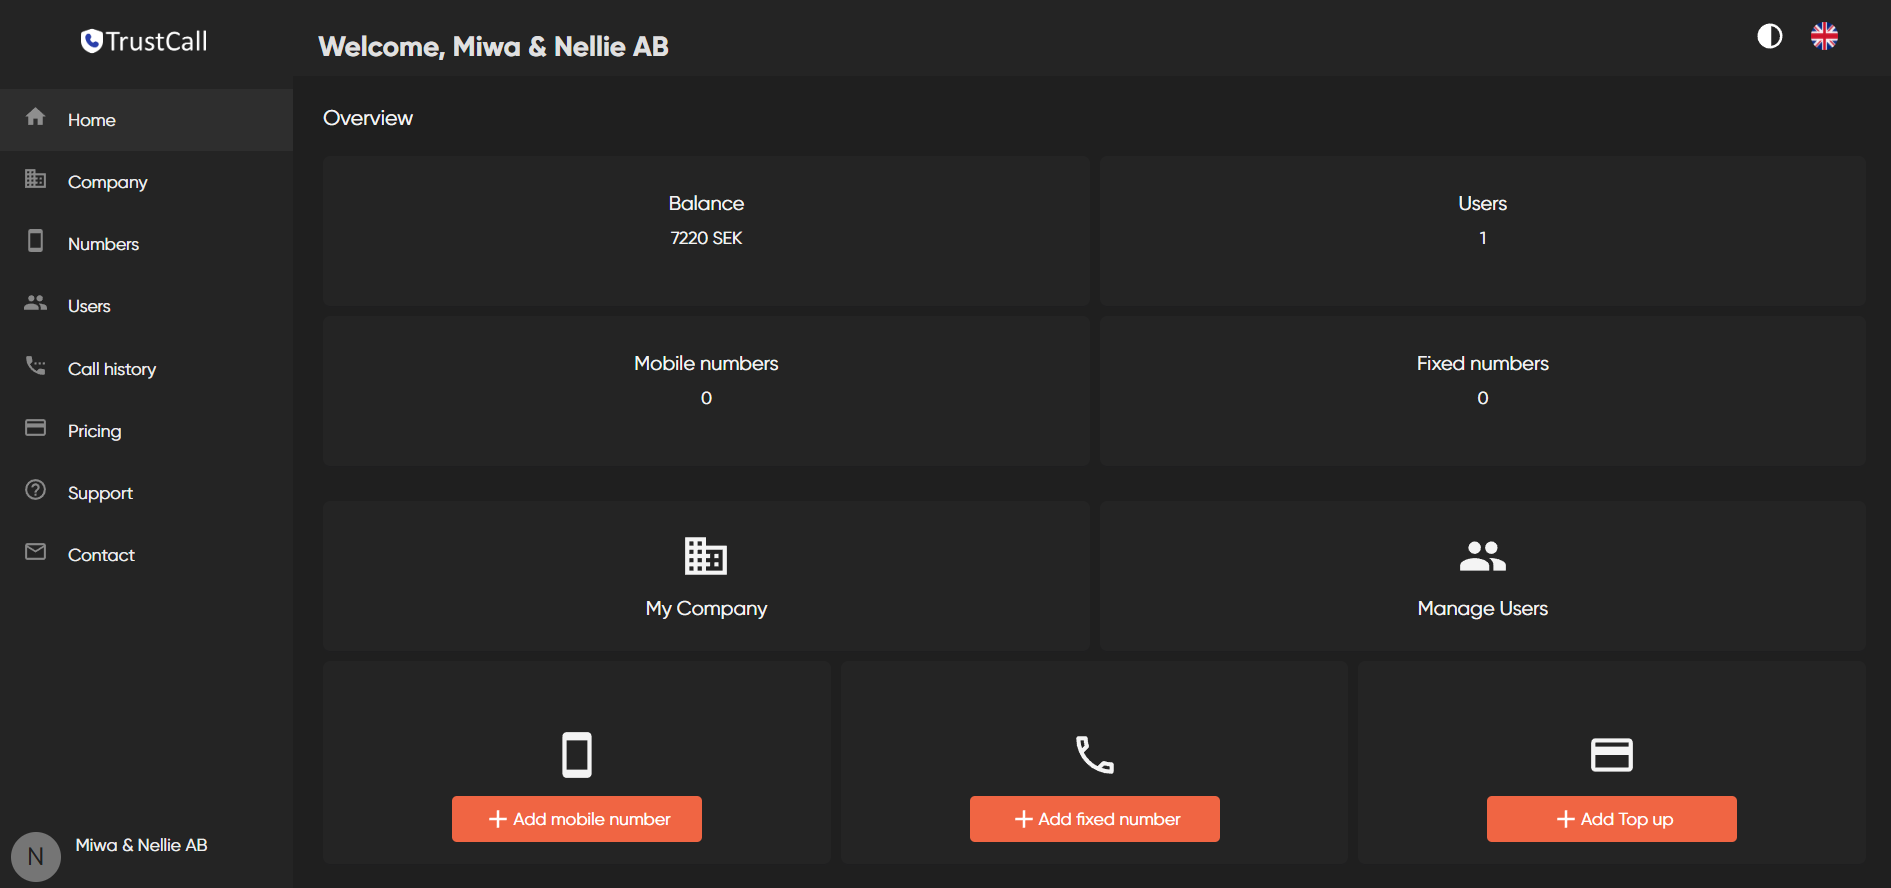 TrustCall
Welcome, Miwa & Nellie AB
Home
Company
Numbers
Users
Call history
Pricing
Support
Contact
N
Miwa & Nellie AB
Overview
Balance
7220 SEK
Users
1
Mobile numbers
0
Fixed numbers
0
My Company
Manage Users
+ Add mobile number
+ Add fixed number
+ Add Top up